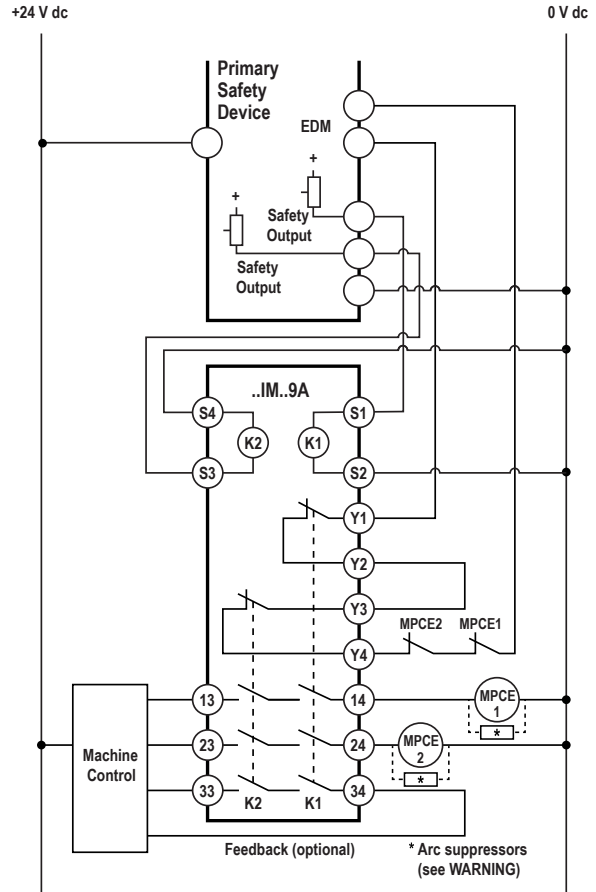 +24 V dc
0 V dc
Primary
Safety
Device
EDM
+
+
Safety
Output
Safety
Output
..IM..9A
S4
S1
K2
K1
S3
S2
Y1
Y2
Y3
MPCE2
MPCE1
Y4
13
14
MPCE
1
*
23
24
MPCE
2
*
Machine
Control
33
K2
K1
34
Feedback (optional)
* Arc suppressors
(see WARNING)